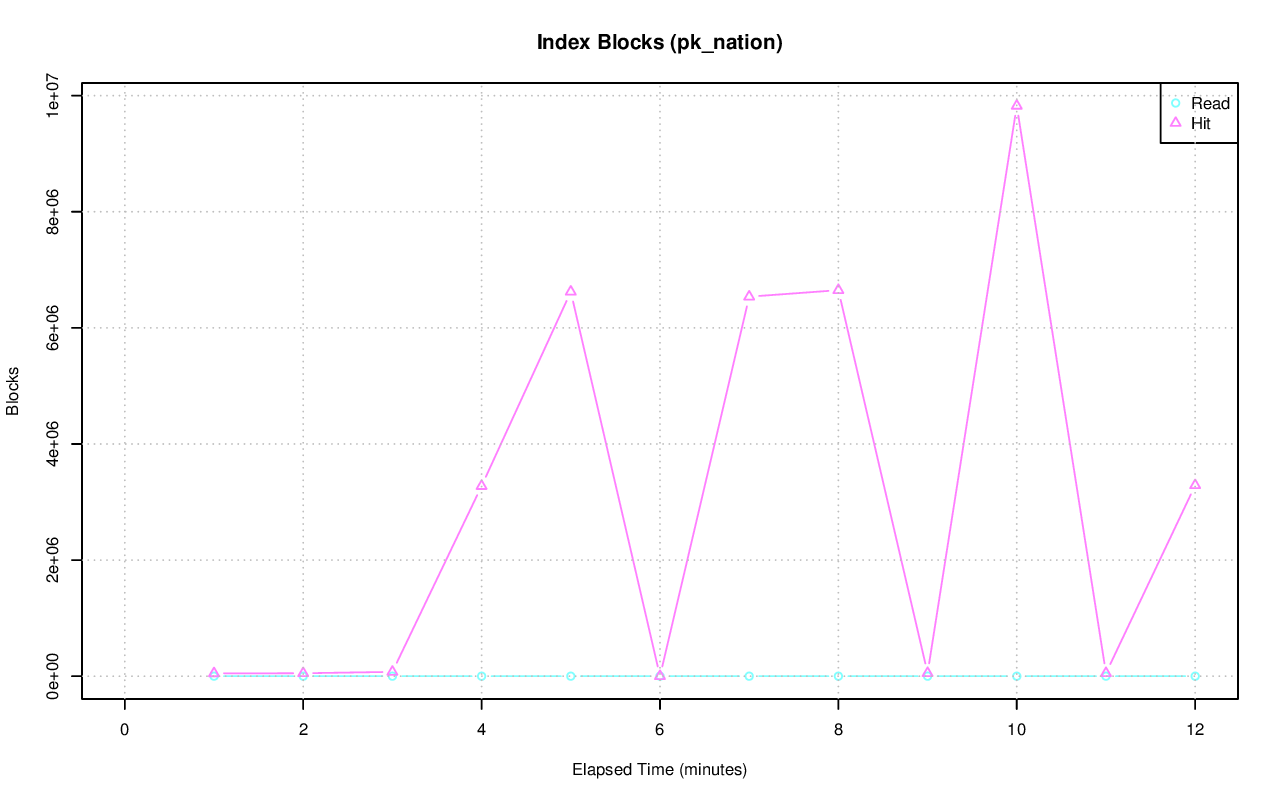 Index Blocks (pk_nation)
1e+07
8e+06
6e+06
4e+06
2e+06
0e+00
Blocks
Read
Hit
0 2 4 6 8 10 12
Elapsed Time (minutes)